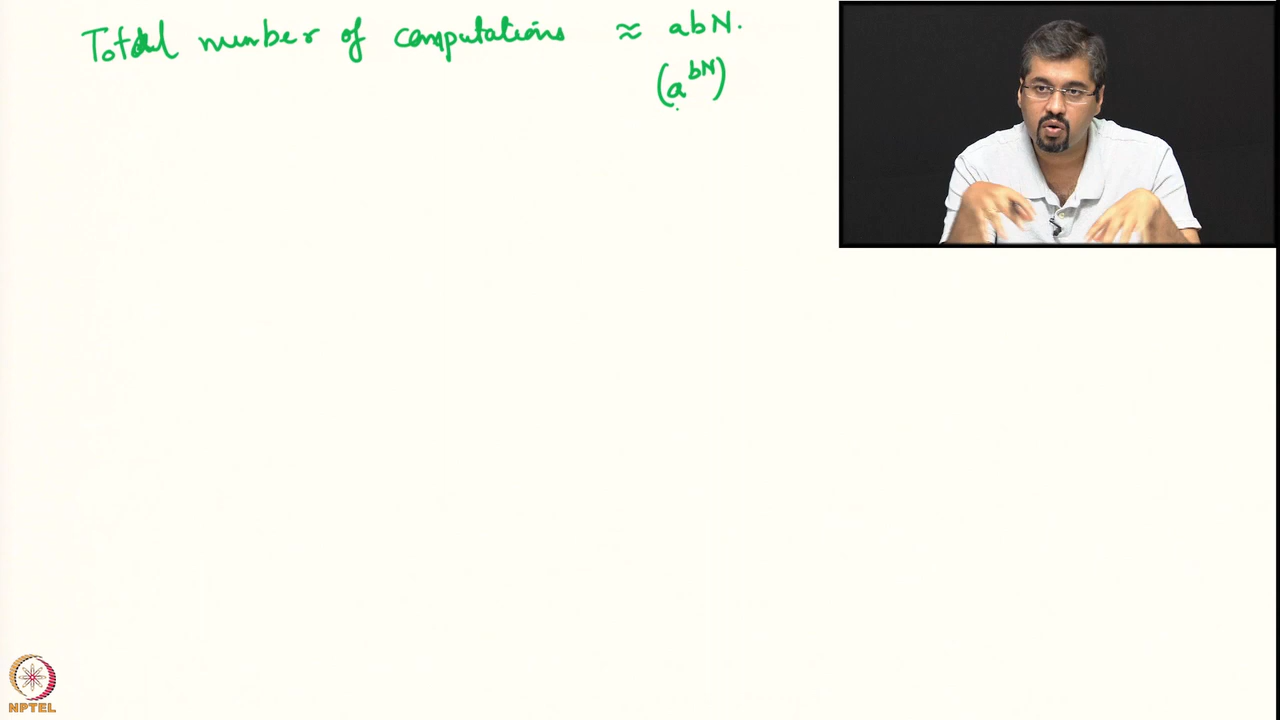 Total number of computations ≈ abN.
(a^{bN})
NPTEL